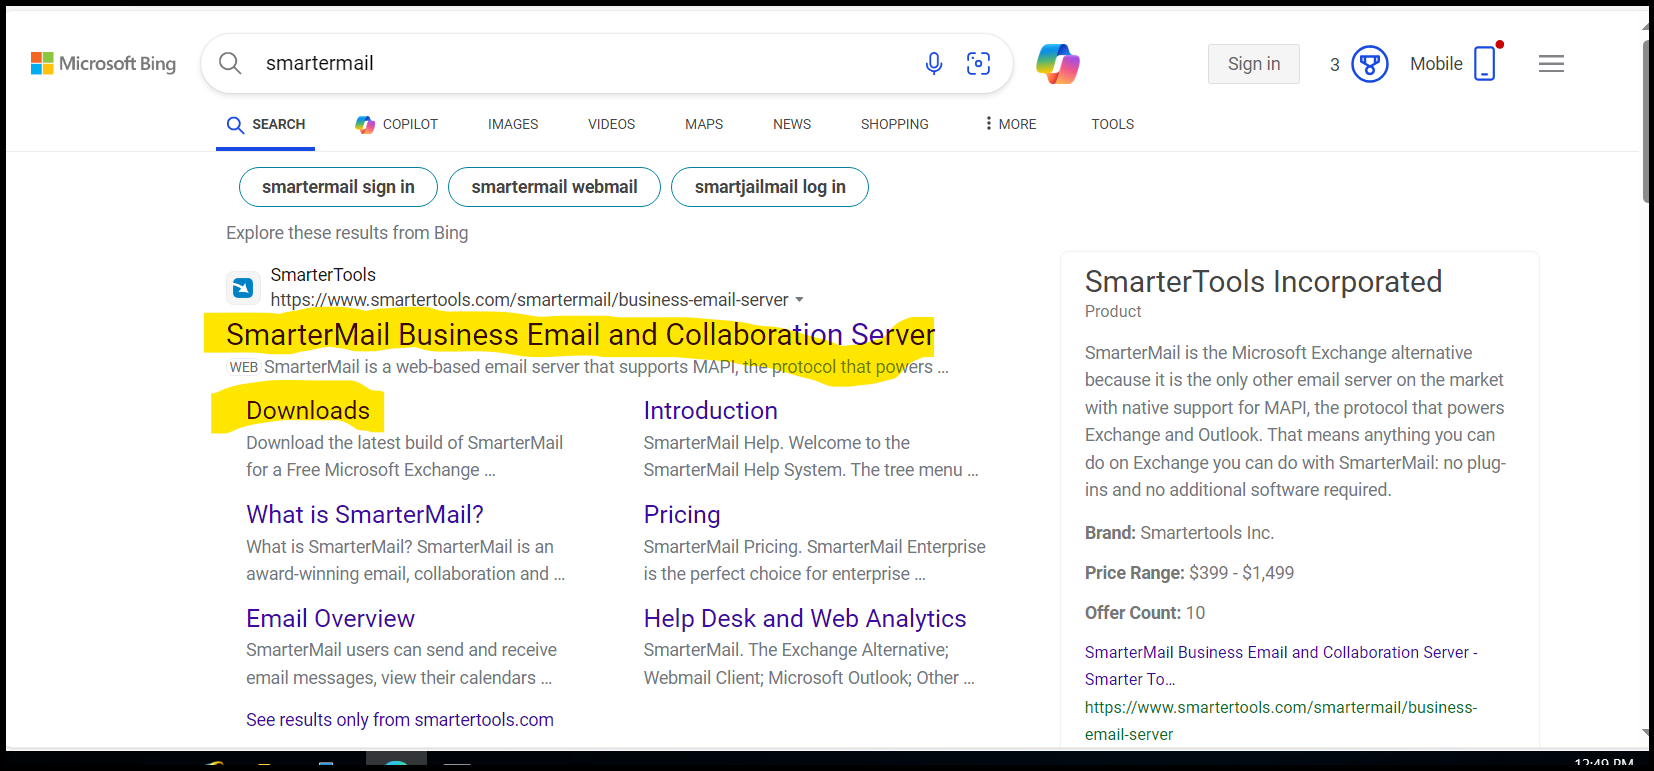 Microsoft Bing
smartermail
Sign in
3
Mobile
SEARCH
COPILOT
IMAGES
VIDEOS
MAPS
NEWS
SHOPPING
MORE
TOOLS
smartermail sign in
smartermail webmail
smartjailmail log in
Explore these results from Bing
SmarterTools
https://www.smartertools.com/smartermail/business-email-server
SmarterMail Business Email and Collaboration Server
WEB SmarterMail is a web-based email server that supports MAPI, the protocol that powers ...
Downloads
Download the latest build of SmarterMail
for a Free Microsoft Exchange ...
Introduction
SmarterMail Help. Welcome to the
SmarterMail Help System. The tree menu ...
What is SmarterMail?
What is SmarterMail? SmarterMail is an
award-winning email, collaboration and ...
Pricing
SmarterMail Pricing. SmarterMail Enterprise
is the perfect choice for enterprise ...
Email Overview
SmarterMail users can send and receive
email messages, view their calendars ...
Help Desk and Web Analytics
SmarterMail. The Exchange Alternative;
Webmail Client; Microsoft Outlook; Other ...
See results only from smartertools.com
SmarterTools Incorporated
Product
SmarterMail is the Microsoft Exchange alternative
because it is the only other email server on the market
with native support for MAPI, the protocol that powers
Exchange and Outlook. That means anything you can
do on Exchange you can do with SmarterMail: no plug-
ins and no additional software required.
Brand: Smartertools Inc.
Price Range: $399 - $1,499
Offer Count: 10
SmarterMail Business Email and Collaboration Server -
Smarter To...
https://www.smartertools.com/smartermail/business-
email-server
12:49 PM